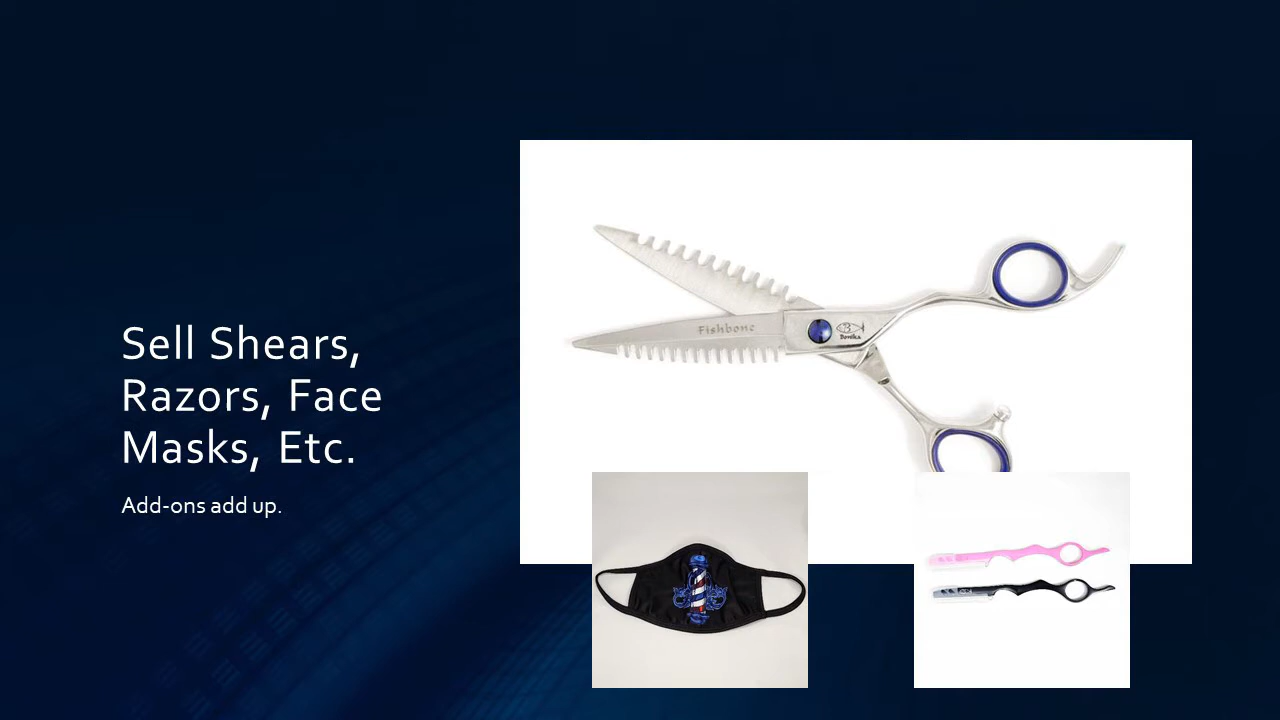 Sell Shears,
Razors, Face
Masks, Etc.
Add-ons add up.
Fishbone